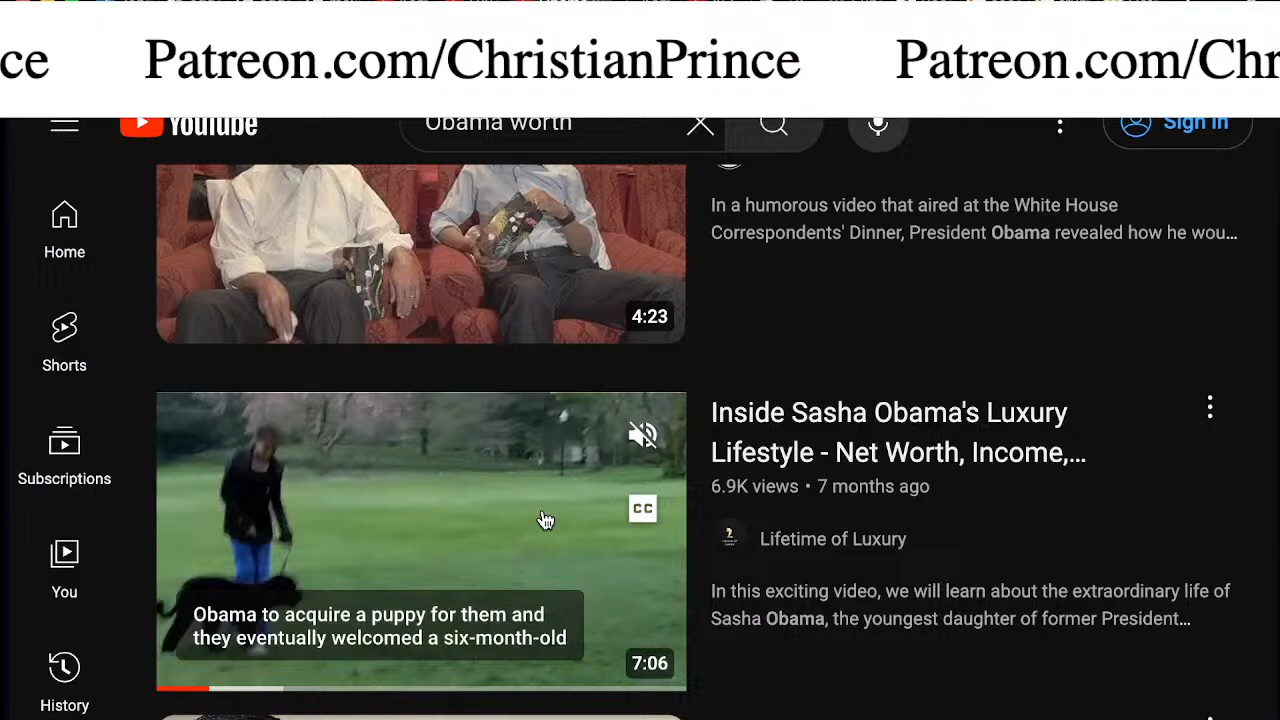 ce Patreon.com/ChristianPrince Patreon.com/Chr
YouTube Obama worth Sign in
Home
Shorts
Subscriptions
You
History
In a humorous video that aired at the White House
Correspondents' Dinner, President Obama revealed how he wou...
4:23
Inside Sasha Obama's Luxury
Lifestyle - Net Worth, Income,...
6.9K views • 7 months ago
Lifetime of Luxury
In this exciting video, we will learn about the extraordinary life of
Sasha Obama, the youngest daughter of former President...
CC
Obama to acquire a puppy for them and
they eventually welcomed a six-month-old
7:06